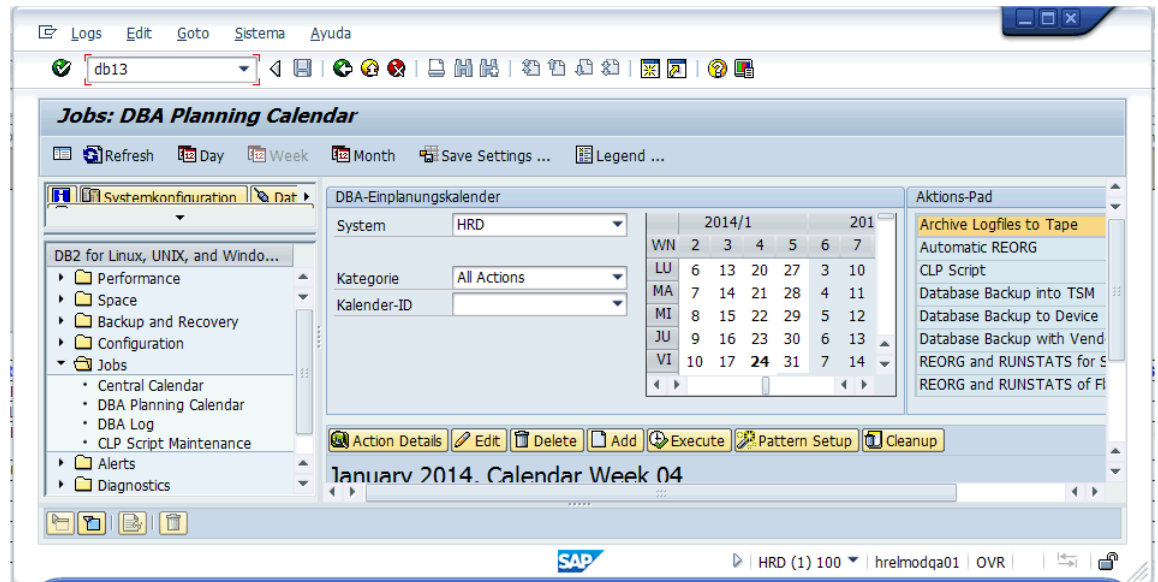 Logs Edit Goto Sistema Ayuda
db13
Jobs: DBA Planning Calendar
Refresh Day Week Month Save Settings ... Legend ...
Systemkonfiguration Dat
DB2 for Linux, UNIX, and Windo...
Performance
Space
Backup and Recovery
Configuration
Jobs
Central Calendar
DBA Planning Calendar
DBA Log
CLP Script Maintenance
Alerts
Diagnostics
DBA-Einplanungskalender
System HRD
Kategorie All Actions
Kalender-ID
2014/1 201
WN 2 3 4 5 6 7
LU 6 13 20 27 3 10
MA 7 14 21 28 4 11
MI 8 15 22 29 5 12
JU 9 16 23 30 6 13
VI 10 17 24 31 7 14
Aktions-Pad
Archive Logfiles to Tape
Automatic REORG
CLP Script
Database Backup into TSM
Database Backup to Device
Database Backup with Vend
REORG and RUNSTATS for S
REORG and RUNSTATS of Fl
Action Details Edit Delete Add Execute Pattern Setup Cleanup
January 2014, Calendar Week 04
SAP
HRD (1) 100 hrelmodqa01 OVR